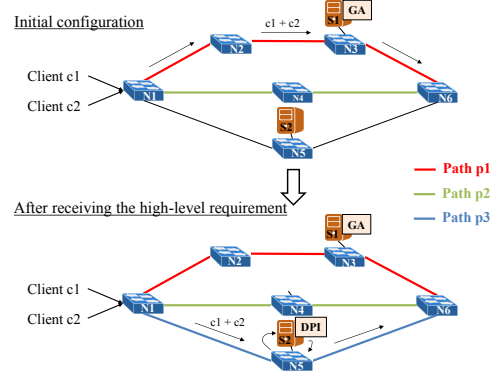 Initial configuration
c1 + c2
S1
GA
N2
N3
Client c1
Client c2
N1
N4
N6
S2
N5
Path p1
Path p2
Path p3
After receiving the high-level requirement
S1
GA
N2
N3
Client c1
Client c2
N1
N4
N6
c1 + c2
S2
DPI
N5